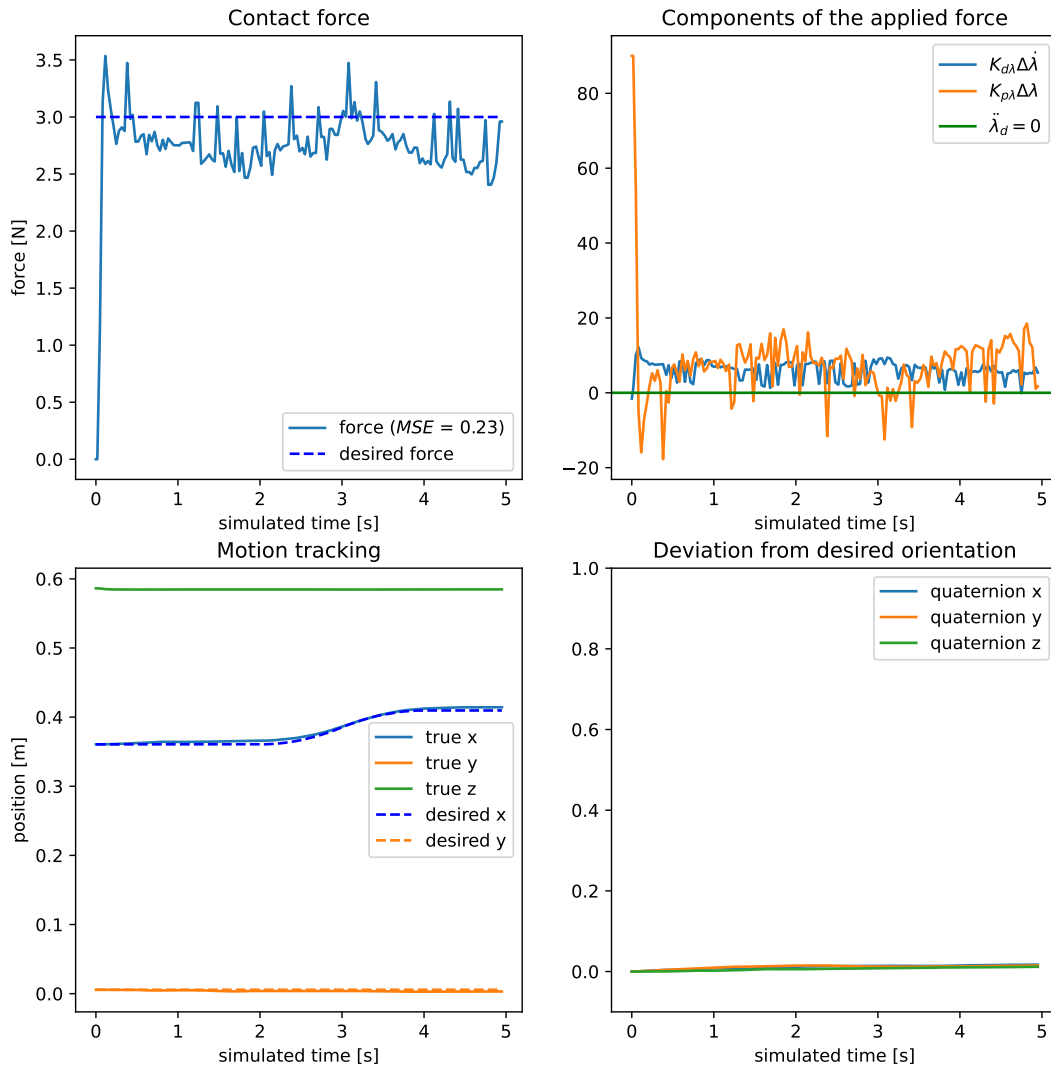 Contact force
3.5
3.0
2.5
2.0
1.5
1.0
0.5
0.0
force [N]
force (MSE = 0.23)
desired force
0 1 2 3 4 5
simulated time [s]
Components of the applied force
80
60
40
20
0
−20
K_{dλ}Δλ̇
K_{pλ}Δλ
λ̈_d = 0
0 1 2 3 4 5
simulated time [s]
Motion tracking
0.6
0.5
0.4
0.3
0.2
0.1
0.0
position [m]
true x
true y
true z
desired x
desired y
0 1 2 3 4 5
simulated time [s]
Deviation from desired orientation
1.0
0.8
0.6
0.4
0.2
0.0
quaternion x
quaternion y
quaternion z
0 1 2 3 4 5
simulated time [s]